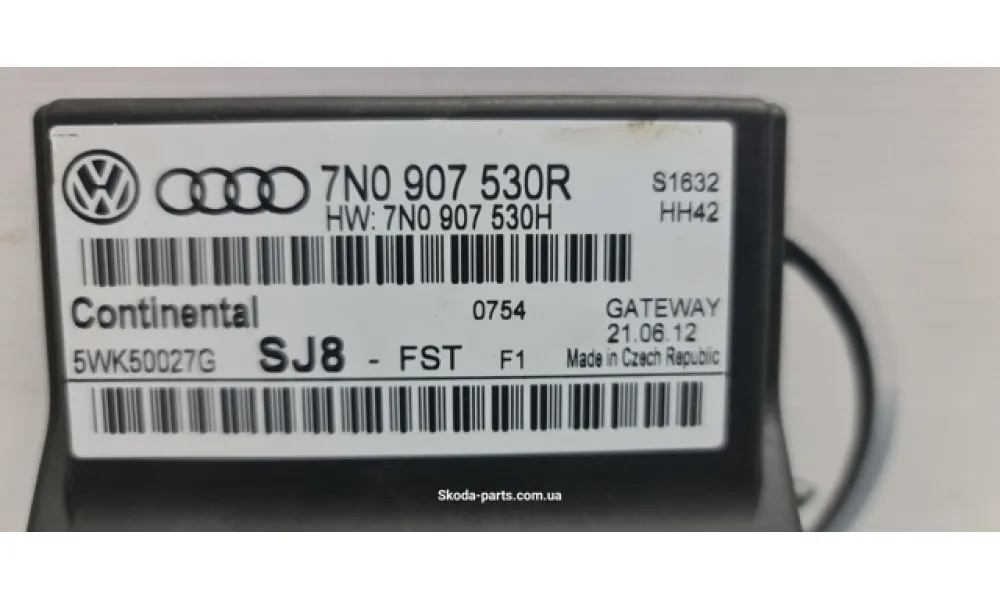 7N0 907 530R
S1632
HW: 7N0 907 530H
HH42
Continental
0754
GATEWAY
21.06.12
5WK50027G
SJ8 - FST F1
Made in Czech Republic
Skoda-parts.com.ua